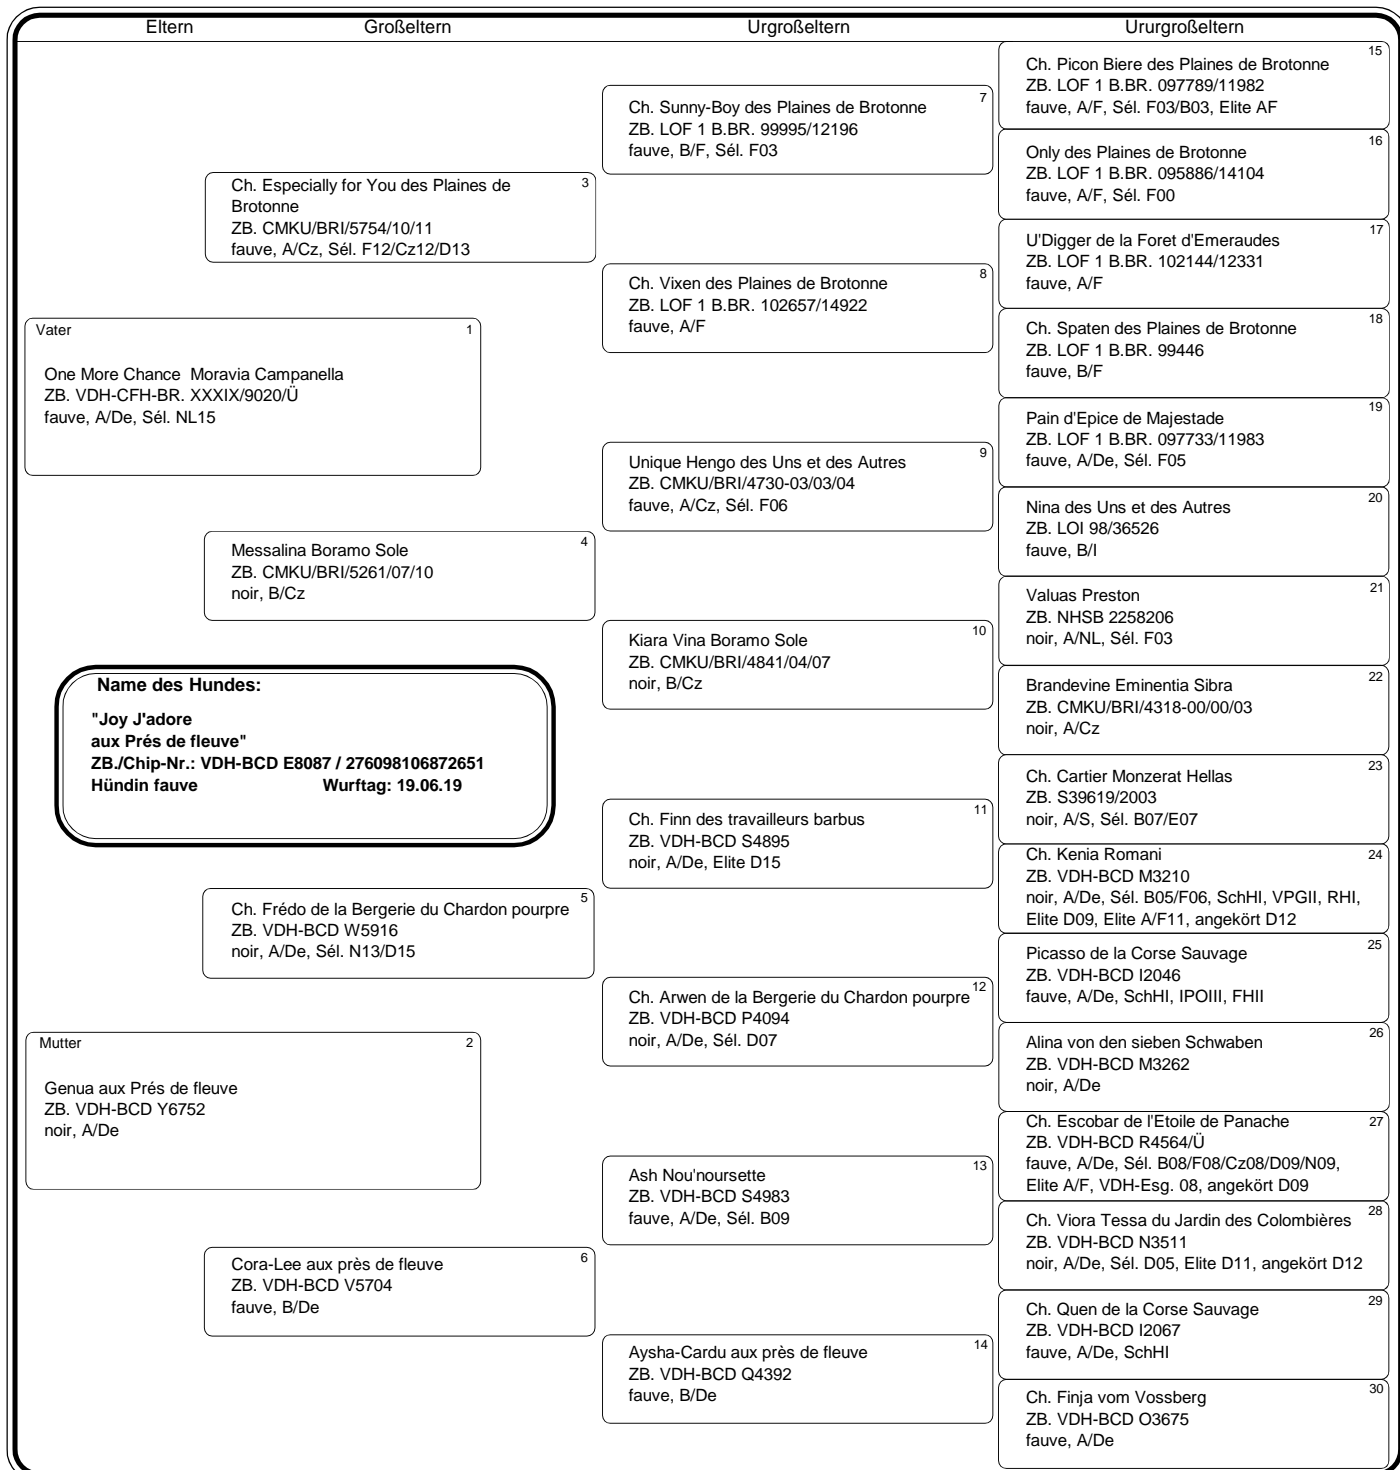 Eltern
Großeltern
Urgroßeltern
Ururgroßeltern
Vater 1
One More Chance  Moravia Campanella
ZB. VDH-CFH-BR. XXXIX/9020/Ü
fauve, A/De, Sél. NL15
Mutter 2
Genua aux Prés de fleuve
ZB. VDH-BCD Y6752
noir, A/De
Name des Hundes:
"Joy J'adore
aux Prés de fleuve"
ZB./Chip-Nr.: VDH-BCD E8087 / 276098106872651
Hündin fauve Wurftag: 19.06.19
Ch. Especially for You des Plaines de 3
Brotonne
ZB. CMKU/BRI/5754/10/11
fauve, A/Cz, Sél. F12/Cz12/D13
Messalina Boramo Sole 4
ZB. CMKU/BRI/5261/07/10
noir, B/Cz
Ch. Frédo de la Bergerie du Chardon pourpre 5
ZB. VDH-BCD W5916
noir, A/De, Sél. N13/D15
Cora-Lee aux près de fleuve 6
ZB. VDH-BCD V5704
fauve, B/De
Ch. Sunny-Boy des Plaines de Brotonne 7
ZB. LOF 1 B.BR. 99995/12196
fauve, B/F, Sél. F03
Ch. Vixen des Plaines de Brotonne 8
ZB. LOF 1 B.BR. 102657/14922
fauve, A/F
Unique Hengo des Uns et des Autres 9
ZB. CMKU/BRI/4730-03/03/04
fauve, A/Cz, Sél. F06
Kiara Vina Boramo Sole 10
ZB. CMKU/BRI/4841/04/07
noir, B/Cz
Ch. Finn des travailleurs barbus 11
ZB. VDH-BCD S4895
noir, A/De, Elite D15
Ch. Arwen de la Bergerie du Chardon pourpre 12
ZB. VDH-BCD P4094
noir, A/De, Sél. D07
Ash Nou'noursette 13
ZB. VDH-BCD S4983
fauve, A/De, Sél. B09
Aysha-Cardu aux près de fleuve 14
ZB. VDH-BCD Q4392
fauve, B/De
Ch. Picon Biere des Plaines de Brotonne 15
ZB. LOF 1 B.BR. 097789/11982
fauve, A/F, Sél. F03/B03, Elite AF
Only des Plaines de Brotonne 16
ZB. LOF 1 B.BR. 095886/14104
fauve, A/F, Sél. F00
U'Digger de la Foret d'Emeraudes 17
ZB. LOF 1 B.BR. 102144/12331
fauve, A/F
Ch. Spaten des Plaines de Brotonne 18
ZB. LOF 1 B.BR. 99446
fauve, B/F
Pain d'Epice de Majestade 19
ZB. LOF 1 B.BR. 097733/11983
fauve, A/De, Sél. F05
Nina des Uns et des Autres 20
ZB. LOI 98/36526
fauve, B/I
Valuas Preston 21
ZB. NHSB 2258206
noir, A/NL, Sél. F03
Brandevine Eminentia Sibra 22
ZB. CMKU/BRI/4318-00/00/03
noir, A/Cz
Ch. Cartier Monzerat Hellas 23
ZB. S39619/2003
noir, A/S, Sél. B07/E07
Ch. Kenia Romani 24
ZB. VDH-BCD M3210
noir, A/De, Sél. B05/F06, SchHI, VPGII, RHI,
Elite D09, Elite A/F11, angekört D12
Picasso de la Corse Sauvage 25
ZB. VDH-BCD I2046
fauve, A/De, SchHI, IPOIII, FHII
Alina von den sieben Schwaben 26
ZB. VDH-BCD M3262
noir, A/De
Ch. Escobar de l'Etoile de Panache 27
ZB. VDH-BCD R4564/Ü
fauve, A/De, Sél. B08/F08/Cz08/D09/N09,
Elite A/F, VDH-Esg. 08, angekört D09
Ch. Viora Tessa du Jardin des Colombières 28
ZB. VDH-BCD N3511
noir, A/De, Sél. D05, Elite D11, angekört D12
Ch. Quen de la Corse Sauvage 29
ZB. VDH-BCD I2067
fauve, A/De, SchHI
Ch. Finja vom Vossberg 30
ZB. VDH-BCD O3675
fauve, A/De